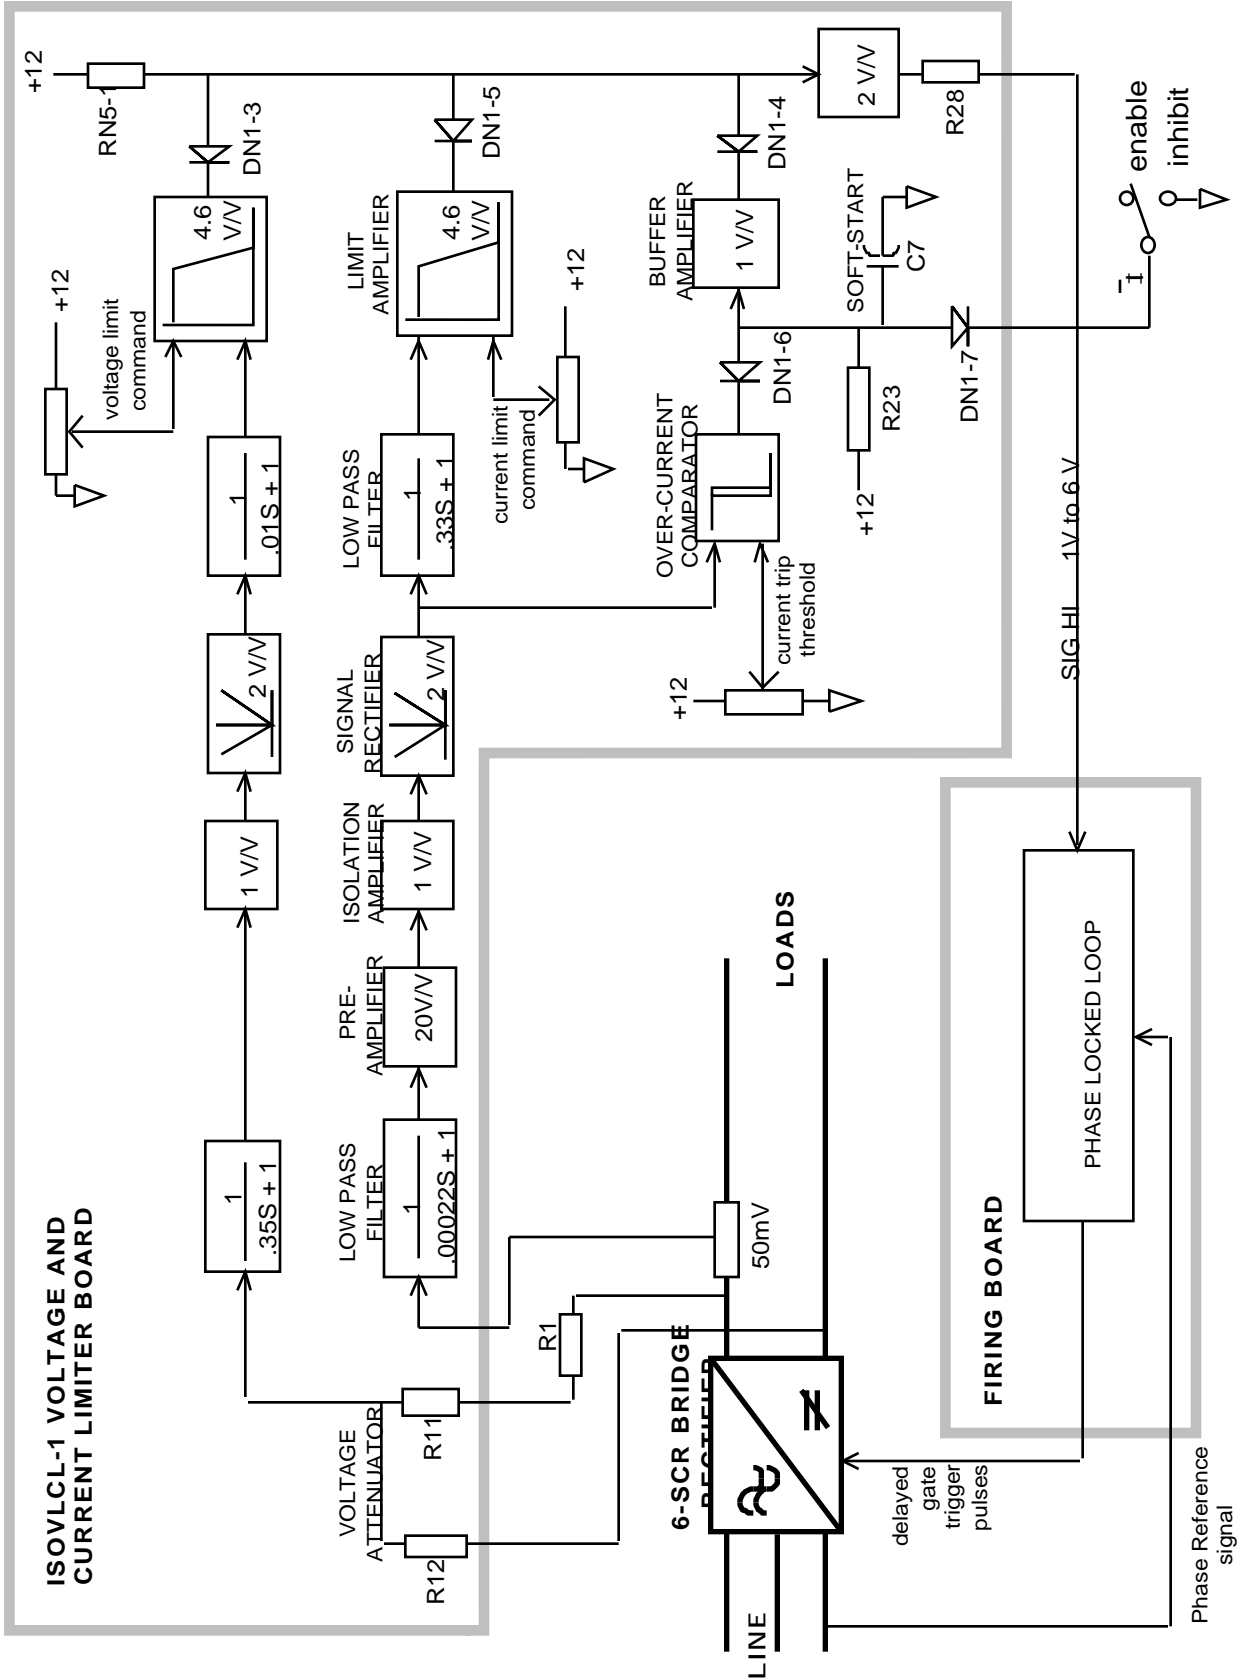 ISOVLCL-1 VOLTAGE AND
CURRRENT LIMITER BOARD
+12
voltage limit
command
+12
RN5-1
4.6
V/V
DN1-3
1
.35S + 1
1 V/V
2 V/V
1
.01S + 1
VOLTAGE
ATTENUATOR
R12
R11
R1
LOW PASS
FILTER
1
.00022S + 1
PRE-
AMPLIFIER
20V/V
ISOLATION
AMPLIFIER
1 V/V
SIGNAL
RECTIFIER
2 V/V
LOW PASS
FILTER
1
.33S + 1
LIMIT
AMPLIFIER
4.6
V/V
DN1-5
current limit
command
+12
OVER-CURRENT
COMPARATOR
+12
current trip
threshold
DN1-6
BUFFER
AMPLIFIER
1 V/V
DN1-4
+12
R23
SOFT-START
C7
DN1-7
2 V/V
R28
I
enable
inhibit
SIG HI
1V to 6 V
LINE
6-SCR BRIDGE
RECTIFIER
50mV
LOADS
FIRING BOARD
PHASE LOCKED LOOP
delayed
gate
trigger
pulses
Phase Reference
signal